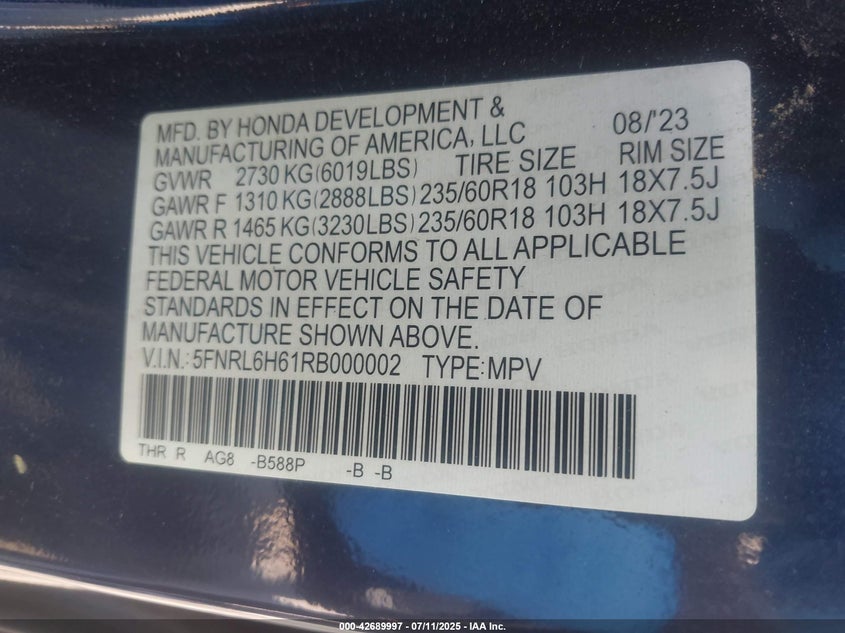 MFD. BY HONDA DEVELOPMENT &
MANUFACTURING OF AMERICA, LLC 08/'23
GVWR 2730 KG(6019LBS) TIRE SIZE RIM SIZE
GAWR F 1310 KG(2888LBS) 235/60R18 103H 18X7.5J
GAWR R 1465 KG(3230LBS) 235/60R18 103H 18X7.5J
THIS VEHICLE CONFORMS TO ALL APPLICABLE
FEDERAL MOTOR VEHICLE SAFETY
STANDARDS IN EFFECT ON THE DATE OF
MANUFACTURE SHOWN ABOVE.
V.I.N.: 5FNRL6H61RB000002 TYPE:MPV
THR R AG8 -B588P -B -B
000-42689997 - 07/11/2025 - IAA Inc.